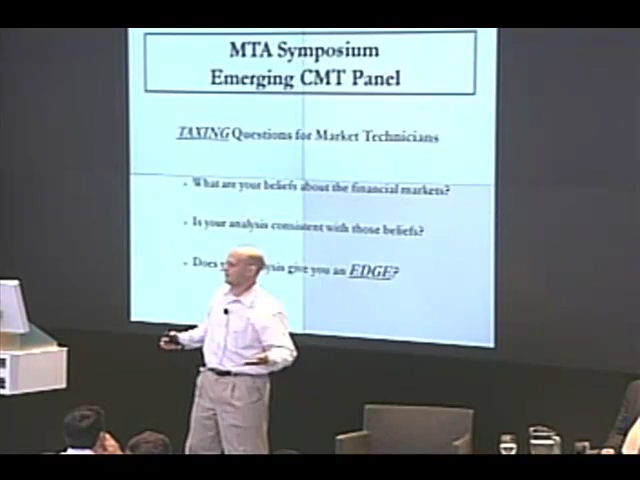 MTA Symposium
Emerging CMT Panel
TAXING Questions for Market Technicians
• What are your beliefs about the financial markets?
• Is your analysis consistent with those beliefs?
• Does ysis give you an EDGE?